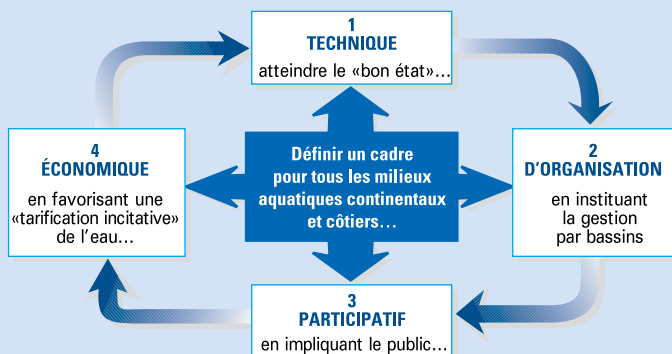 1
TECHNIQUE
atteindre le «bon état»…
4
ÉCONOMIQUE
en favorisant une
«tarification incitative»
de l'eau…
Définir un cadre
pour tous les milieux
aquatiques continentaux
et côtiers…
2
D'ORGANISATION
en instituant
la gestion
par bassins
3
PARTICIPATIF
en impliquant le public…